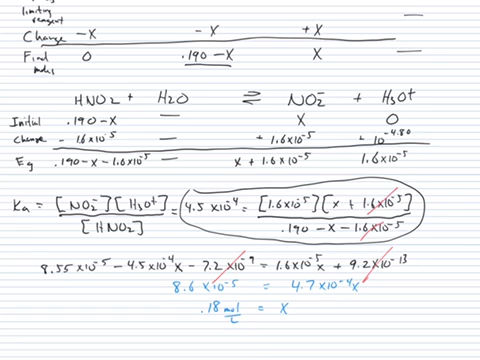 limiting
reagent
Change -X -X +X
Final moles 0 .190-X X
HNO2 + H2O ⇌ NO2- + H3O+
Initial .190-X — X 0
Change -1.6x10^-5 — +1.6x10^-5 + 10^-4.80
Eq .190-X-1.6x10^-5 — X+1.6x10^-5 1.6x10^-5
Ka = [NO2-][H3O+] / [HNO2] = 4.5x10^-4 = [1.6x10^-5][X + 1.6x10^-5] / .190-X-1.6x10^-5
8.55x10^-5 - 4.5x10^-4X - 7.2x10^-9 = 1.6x10^-5X + 9.2x10^-13
8.6x10^-5 = 4.7x10^-4X
.18 mol/L = X